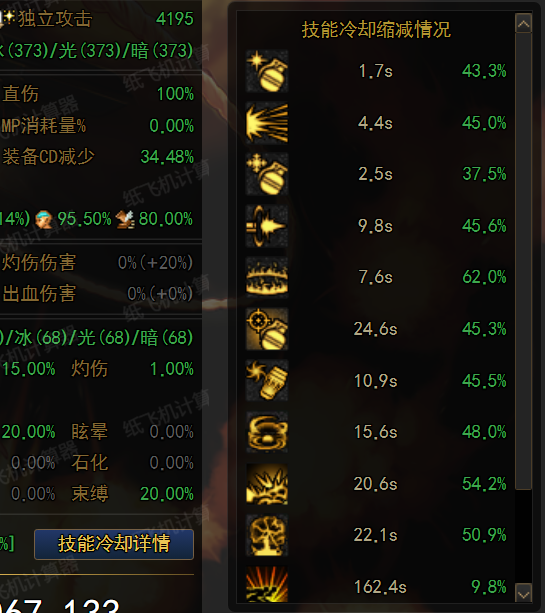 独立攻击 4195
(373)/光(373)/暗(373)
直伤 100%
MP消耗量% 0.00%
装备CD减少 34.48%
14%) 95.50% 80.00%
灼伤伤害 0%(+20%)
出血伤害 0%(+0%)
)/冰(68)/光(68)/暗(68)
15.00% 灼伤 1.00%
20.00% 眩晕 0.00%
0.00% 石化 0.00%
0.00% 束缚 20.00%
%] 技能冷却详情
067,133
技能冷却缩减情况
1.7s 43.3%
4.4s 45.0%
2.5s 37.5%
9.8s 45.6%
7.6s 62.0%
24.6s 45.3%
10.9s 45.5%
15.6s 48.0%
20.6s 54.2%
22.1s 50.9%
162.4s 9.8%
纸飞机计算器